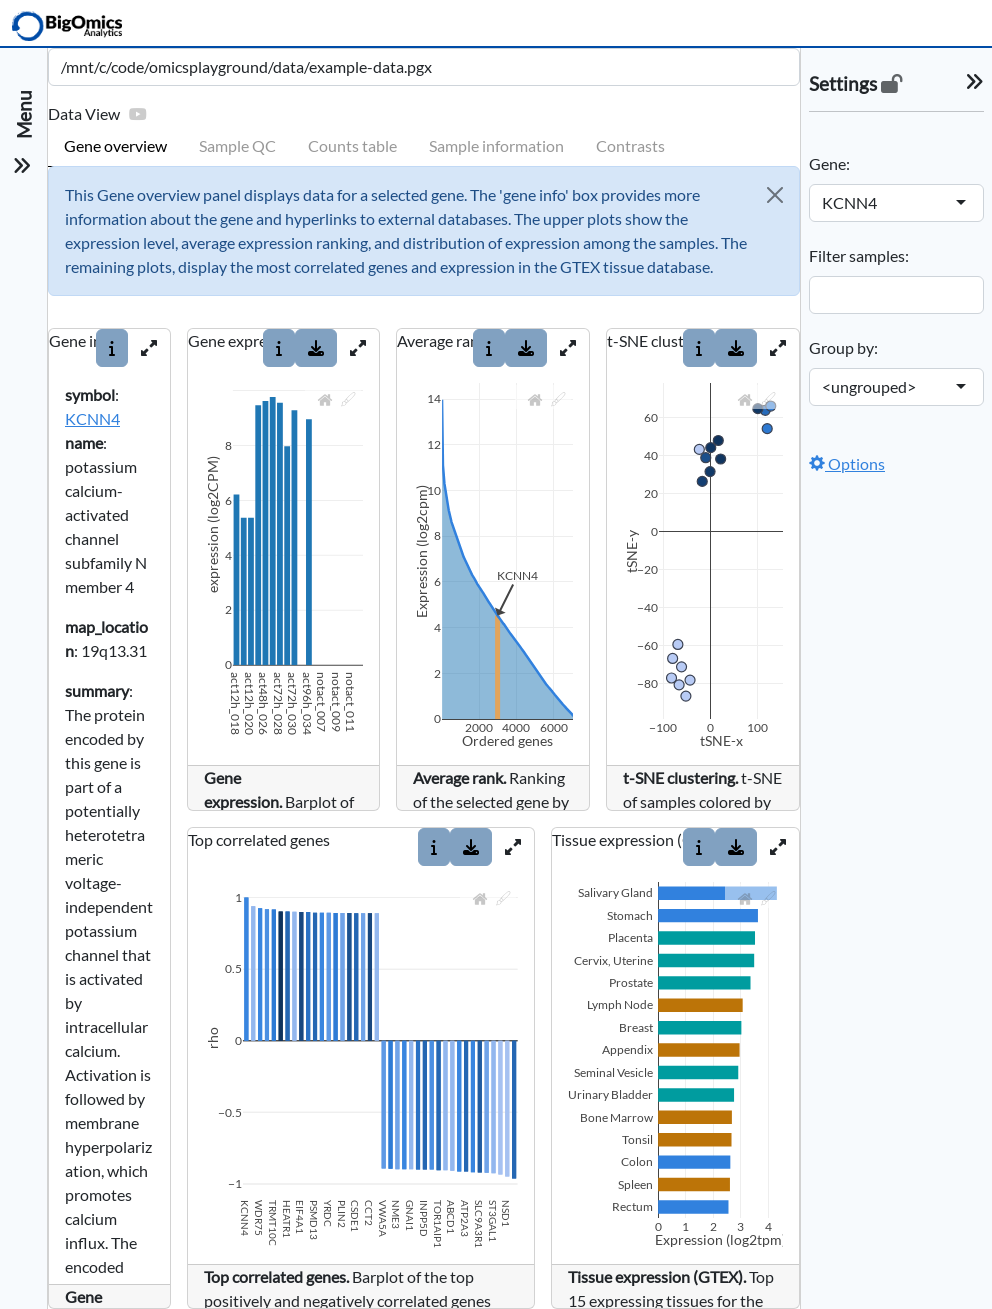 BigOmics
Analytics
Menu
/mnt/c/code/omicsplayground/data/example-data.pgx
Data View
Gene overview Sample QC Counts table Sample information Contrasts
This Gene overview panel displays data for a selected gene. The 'gene info' box provides more
information about the gene and hyperlinks to external databases. The upper plots show the
expression level, average expression ranking, and distribution of expression among the samples. The
remaining plots, display the most correlated genes and expression in the GTEX tissue database.
Settings
Gene:
KCNN4
Filter samples:
Group by:
<ungrouped>
Options
Gene
symbol:
KCNN4
name:
potassium
calcium-
activated
channel
subfamily N
member 4
map_locatio
n: 19q13.31
summary:
The protein
encoded by
this gene is
part of a
potentially
heterotetra
meric
voltage-
independent
potassium
channel that
is activated
by
intracellular
calcium.
Activation is
followed by
membrane
hyperpolariz
ation, which
promotes
calcium
influx. The
encoded
Gene
Gene expre
expression (log2CPM)
8
6
4
2
0
act12h_018
act12h_020
act48h_026
act72h_028
act72h_030
act96h_034
notact_007
notact_009
notact_011
Gene
expression. Barplot of
Average ra
Expression (log2cpm)
14
12
10
8
6
4
2
0
KCNN4
2000 4000 6000
Ordered genes
Average rank. Ranking
of the selected gene by
t-SNE clust
tSNE-y
60
40
20
0
−20
−40
−60
−80
−100 0 100
tSNE-x
t-SNE clustering. t-SNE
of samples colored by
Top correlated genes
rho
1
0.5
0
−0.5
−1
KCNN4
WDR75
TRMT10C
HEATR1
EIF4A1
PSMD13
YRDC
PLIN2
CSDE1
CCT2
VWA5A
NME3
GNAI1
INPP5D
TOR1AIP1
ABCD1
ATP2A3
SLC9A3R1
ST3GAL1
NSD1
Top correlated genes. Barplot of the top
positively and negatively correlated genes
Tissue expression (
Salivary Gland
Stomach
Placenta
Cervix, Uterine
Prostate
Lymph Node
Breast
Appendix
Seminal Vesicle
Urinary Bladder
Bone Marrow
Tonsil
Colon
Spleen
Rectum
0 1 2 3 4
Expression (log2tpm
Tissue expression (GTEX). Top
15 expressing tissues for the